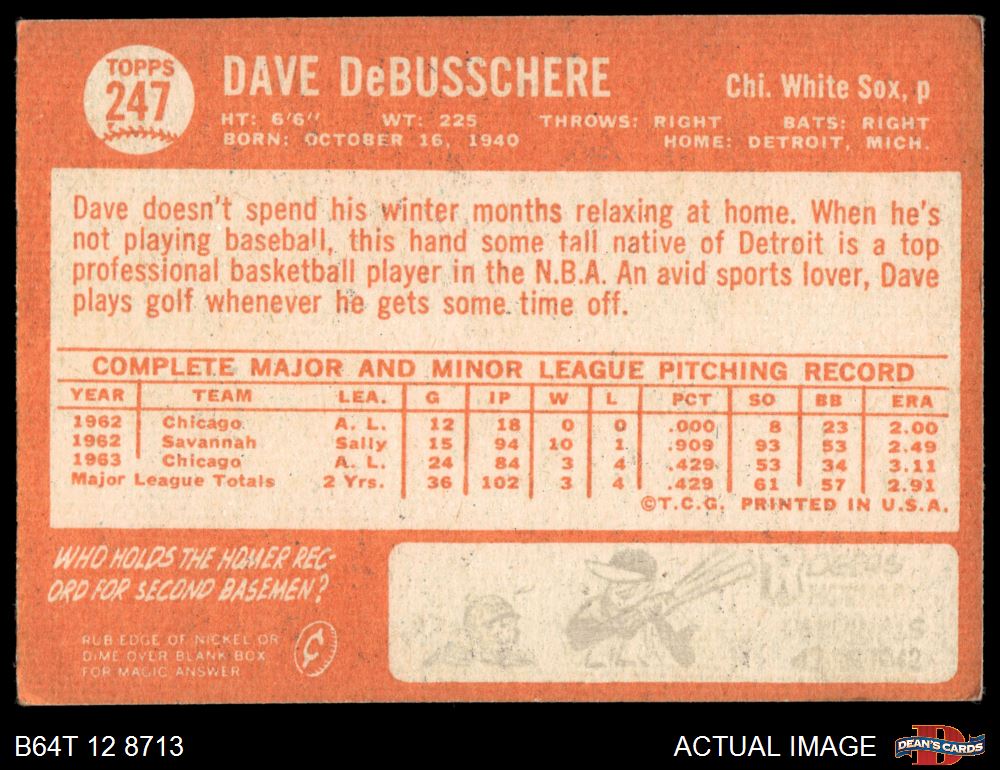 TOPPS
247
DAVE DeBUSSCHERE
Chi. White Sox, p
HT: 6'6" WT: 225 THROWS: RIGHT BATS: RIGHT
BORN: OCTOBER 16, 1940 HOME: DETROIT, MICH.
Dave doesn't spend his winter months relaxing at home. When he's
not playing baseball, this hand some tall native of Detroit is a top
professional basketball player in the N.B.A. An avid sports lover, Dave
plays golf whenever he gets some time off.
COMPLETE MAJOR AND MINOR LEAGUE PITCHING RECORD
YEAR TEAM LEA. G IP W L PCT SO BB ERA
1962 Chicago A. L. 12 18 0 0 .000 8 23 2.00
1962 Savannah Sally 15 94 10 1 .909 93 53 2.49
1963 Chicago A. L. 24 84 3 4 .429 53 34 3.11
Major League Totals 2 Yrs. 36 102 3 4 .429 61 57 2.91
©T.C.G. PRINTED IN U.S.A.
WHO HOLDS THE HOMER REC-
ORD FOR SECOND BASEMEN?
RUB EDGE OF NICKEL OR
DIME OVER BLANK BOX
FOR MAGIC ANSWER
B64T 12 8713
ACTUAL IMAGE
DEAN'S CARDS